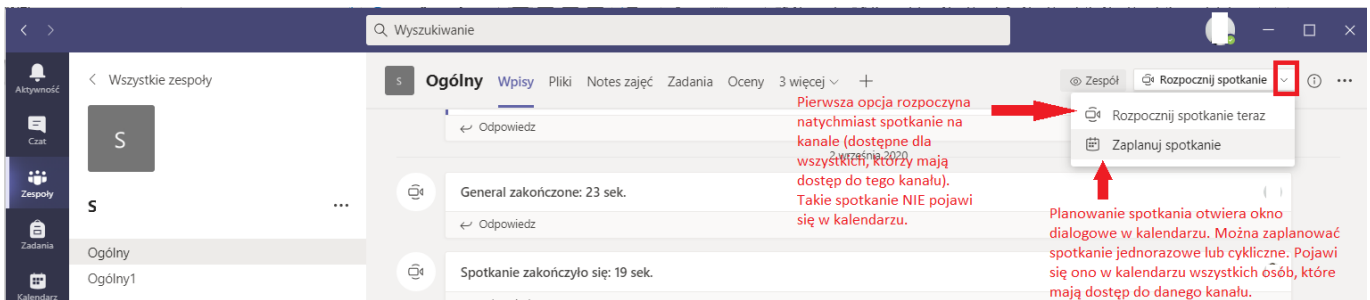 Wyszukiwanie
Aktywność
Czat
Zespoły
Zadania
Kalendarz
Wszystkie zespoły
S
S
Ogólny
Ogólny1
S Ogólny Wpisy Pliki Notes zajęć Zadania Oceny 3 więcej
Zespół Rozpocznij spotkanie
Rozpocznij spotkanie teraz
Zaplanuj spotkanie
Odpowiedz
2 września 2020
General zakończone: 23 sek.
Odpowiedz
Spotkanie zakończyło się: 19 sek.
Pierwsza opcja rozpoczyna
natychmiast spotkanie na
kanale (dostępne dla
wszystkich, którzy mają
dostęp do tego kanału).
Takie spotkanie NIE pojawi
się w kalendarzu.
Planowanie spotkania otwiera okno
dialogowe w kalendarzu. Można zaplanować
spotkanie jednorazowe lub cykliczne. Pojawi
się ono w kalendarzu wszystkich osób, które
mają dostęp do danego kanału.